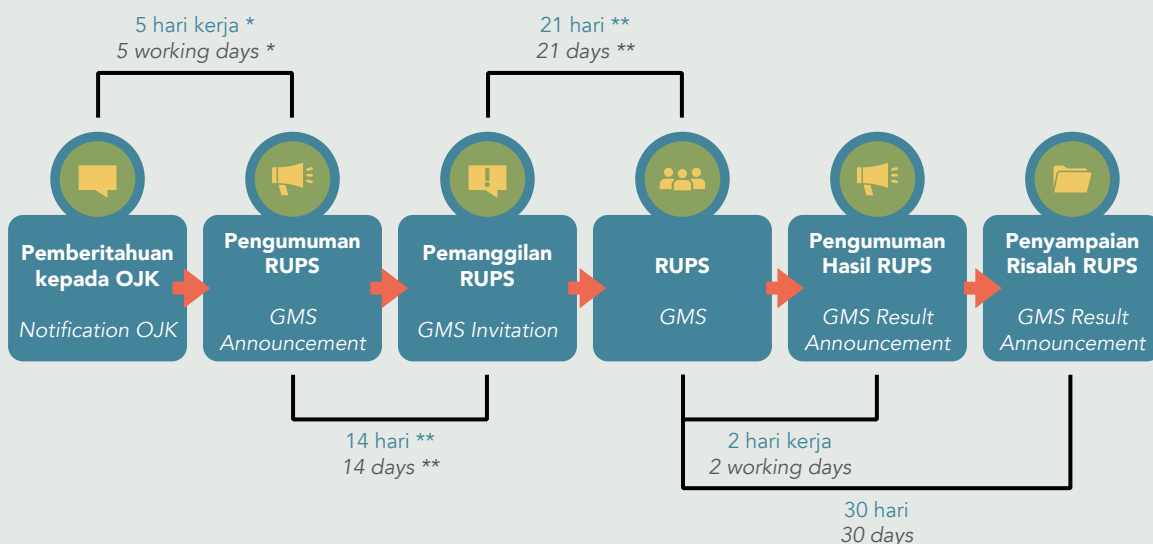 5 hari kerja *
5 working days *
21 hari **
21 days **
Pemberitahuan
kepada OJK
Notification OJK
Pengumuman
RUPS
GMS
Announcement
Pemanggilan
RUPS
GMS Invitation
RUPS
GMS
Pengumuman
Hasil RUPS
GMS Result
Announcement
Penyampaian
Risalah RUPS
GMS Result
Announcement
14 hari **
14 days **
2 hari kerja
2 working days
30 hari
30 days